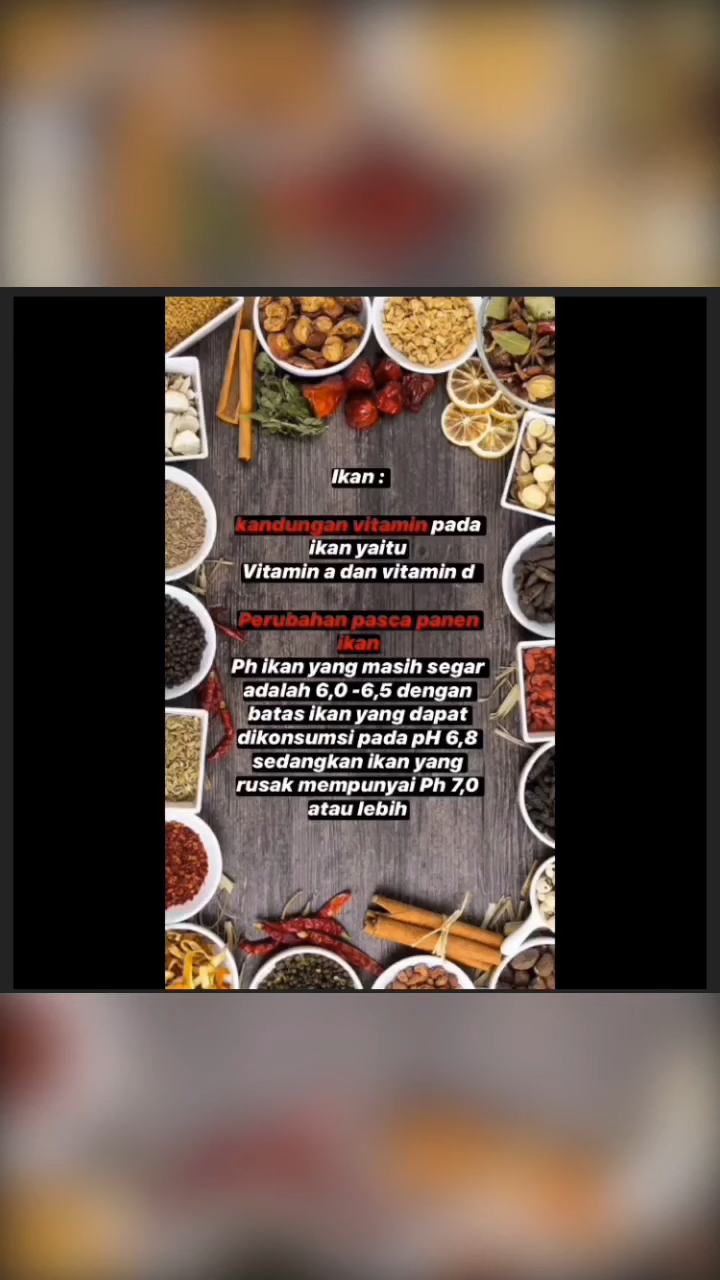 Ikan :
kandungan vitamin pada
ikan yaitu
Vitamin a dan vitamin d
Perubahan pasca panen
ikan
Ph ikan yang masih segar
adalah 6,0 -6,5 dengan
batas ikan yang dapat
dikonsumsi pada pH 6,8
sedangkan ikan yang
rusak mempunyai Ph 7,0
atau lebih